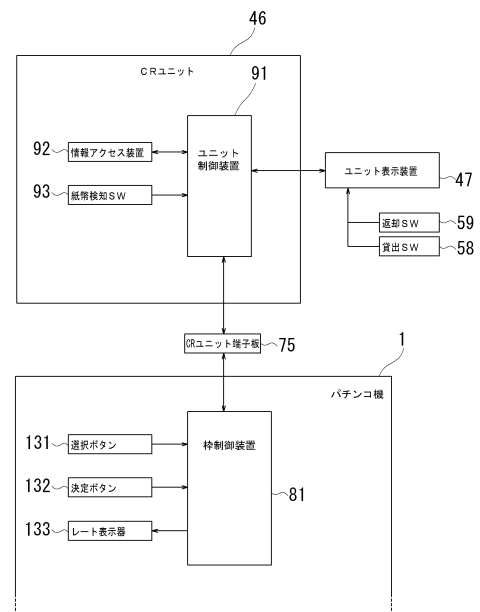 46
CRユニット
91
92
情報アクセス装置
ユニット
制御装置
93
紙幣検知SW
ユニット表示装置
47
返却SW
59
貸出SW
58
CRユニット端子板
75
1
パチンコ機
131
選択ボタン
枠制御装置
132
決定ボタン
81
133
レート表示器